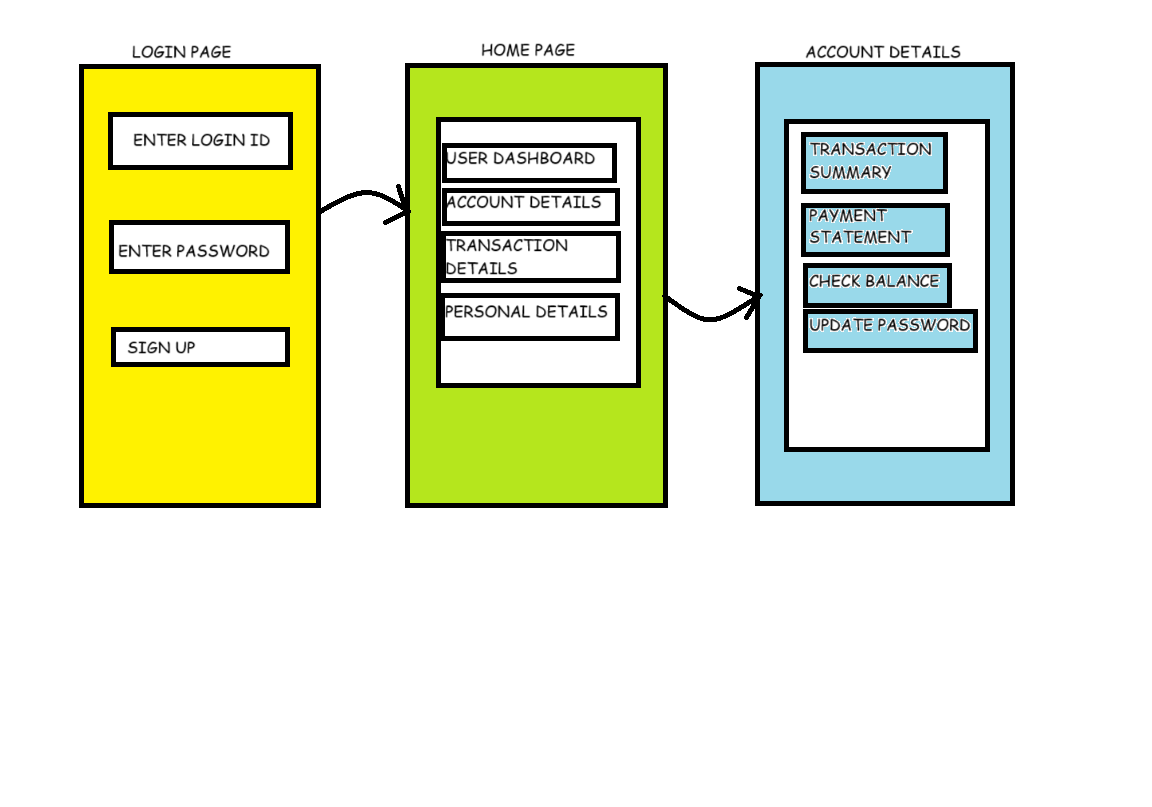 LOGIN PAGE
ENTER LOGIN ID
ENTER PASSWORD
SIGN UP
HOME PAGE
USER DASHBOARD
ACCOUNT DETAILS
TRANSACTION
DETAILS
PERSONAL DETAILS
ACCOUNT DETAILS
TRANSACTION
SUMMARY
PAYMENT
STATEMENT
CHECK BALANCE
UPDATE PASSWORD